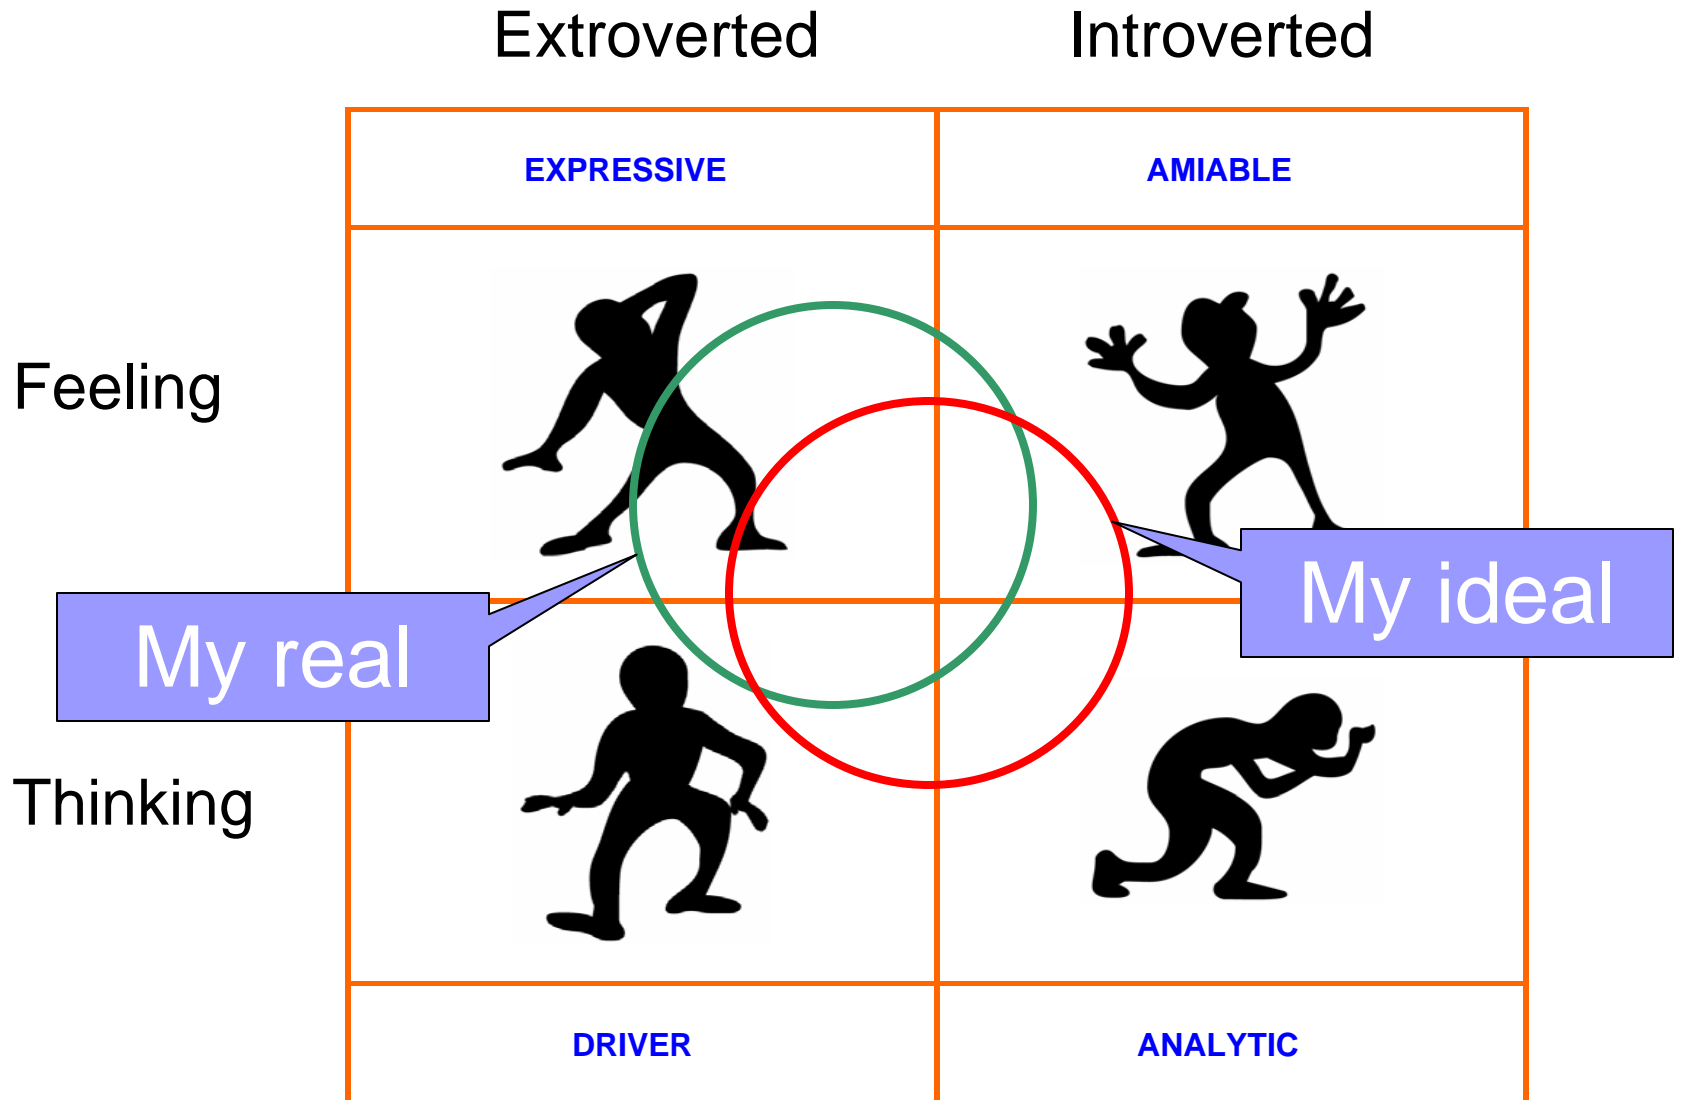 Extroverted
Introverted
EXPRESSIVE
AMIABLE
Feeling
My ideal
My real
Thinking
DRIVER
ANALYTIC